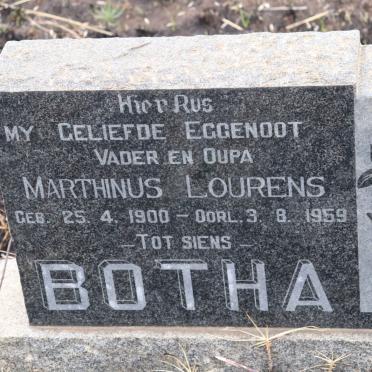 Hier Rus
MY GELIEFDE EGGENOOT
VADER EN OUPA
MARTHINUS LOURENS
GEB. 25. 4. 1900 – OORL. 3. 8. 1959
– TOT SIENS –
BOTHA